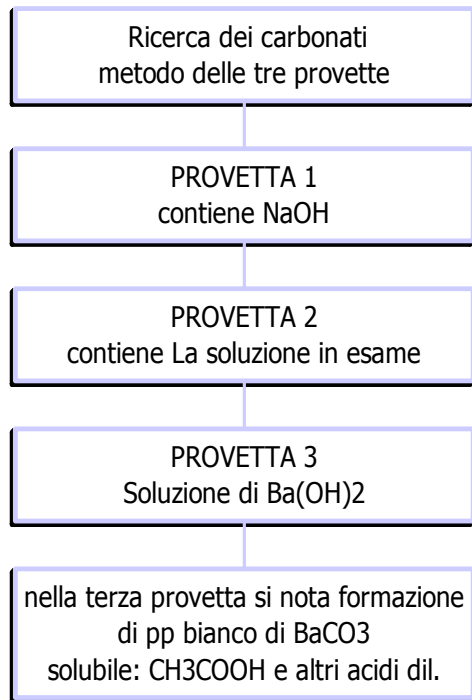 Ricerca dei carbonati
metodo delle tre provette
PROVETTA 1
contiene NaOH
PROVETTA 2
contiene La soluzione in esame
PROVETTA 3
Soluzione di Ba(OH)2
nella terza provetta si nota formazione
di pp bianco di BaCO3
solubile: CH3COOH e altri acidi dil.